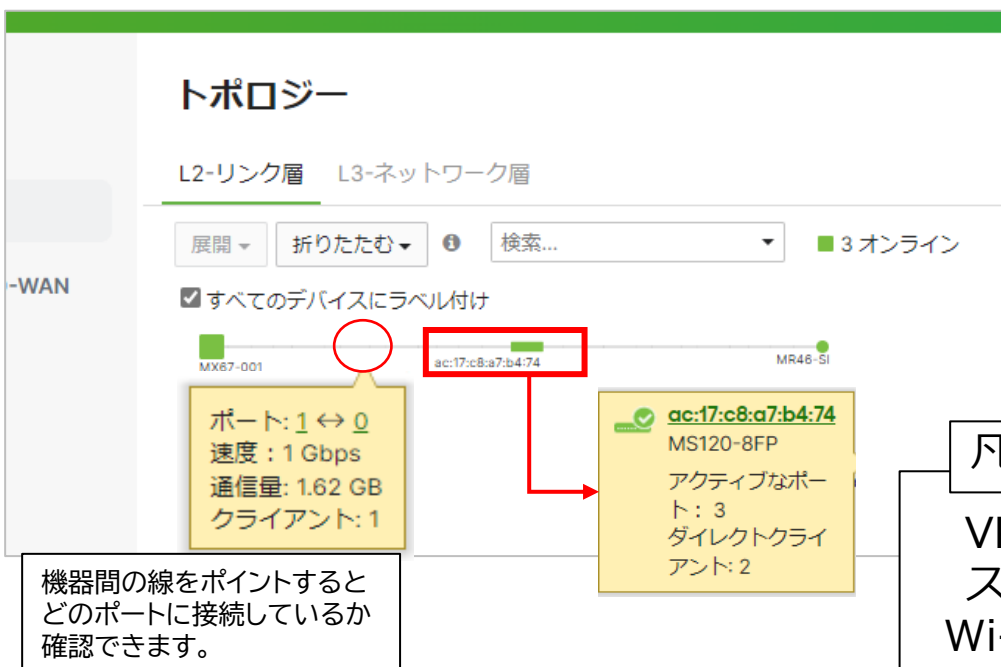 トポロジー
L2-リンク層 L3-ネットワーク層
展開 折りたたむ 検索... 3 オンライン
-WAN
すべてのデバイスにラベル付け
MX67-001 ac:17:c8:a7:b4:74 MR46-SI
ポート: 1 ↔ 0
速度：1 Gbps
通信量: 1.62 GB
クライアント: 1
ac:17:c8:a7:b4:74
MS120-8FP
アクティブなポー
ト： 3
ダイレクトクライ
アント: 2
機器間の線をポイントすると
どのポートに接続しているか
確認できます。
凡
ス
Wi-